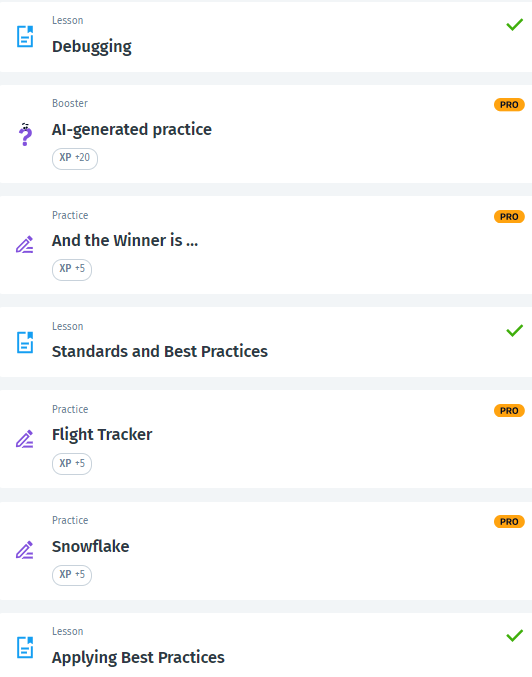 Lesson
Debugging
Booster
PRO
AI-generated practice
XP +20
Practice
PRO
And the Winner is ...
XP +5
Lesson
Standards and Best Practices
Practice
PRO
Flight Tracker
XP +5
Practice
PRO
Snowflake
XP +5
Lesson
Applying Best Practices